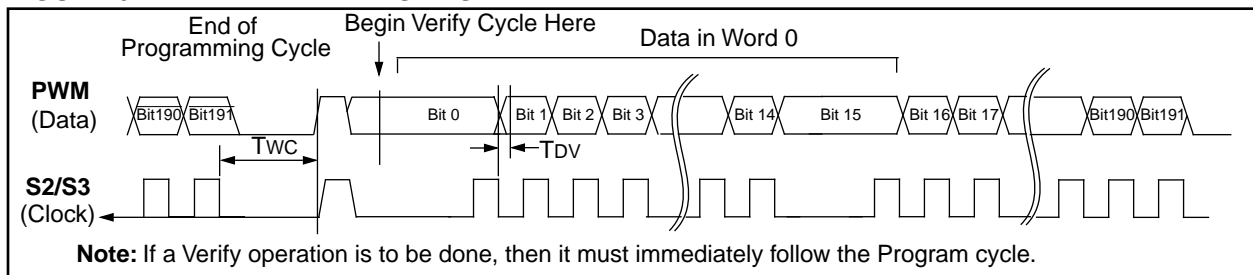 End of
Programming Cycle
Begin Verify Cycle Here
Data in Word 0
PWM
(Data)
Bit190 Bit191 Bit 0 Bit 1 Bit 2 Bit 3 Bit 14 Bit 15 Bit 16 Bit 17 Bit190 Bit191
TWC
TDV
S2/S3
(Clock)
Note: If a Verify operation is to be done, then it must immediately follow the Program cycle.